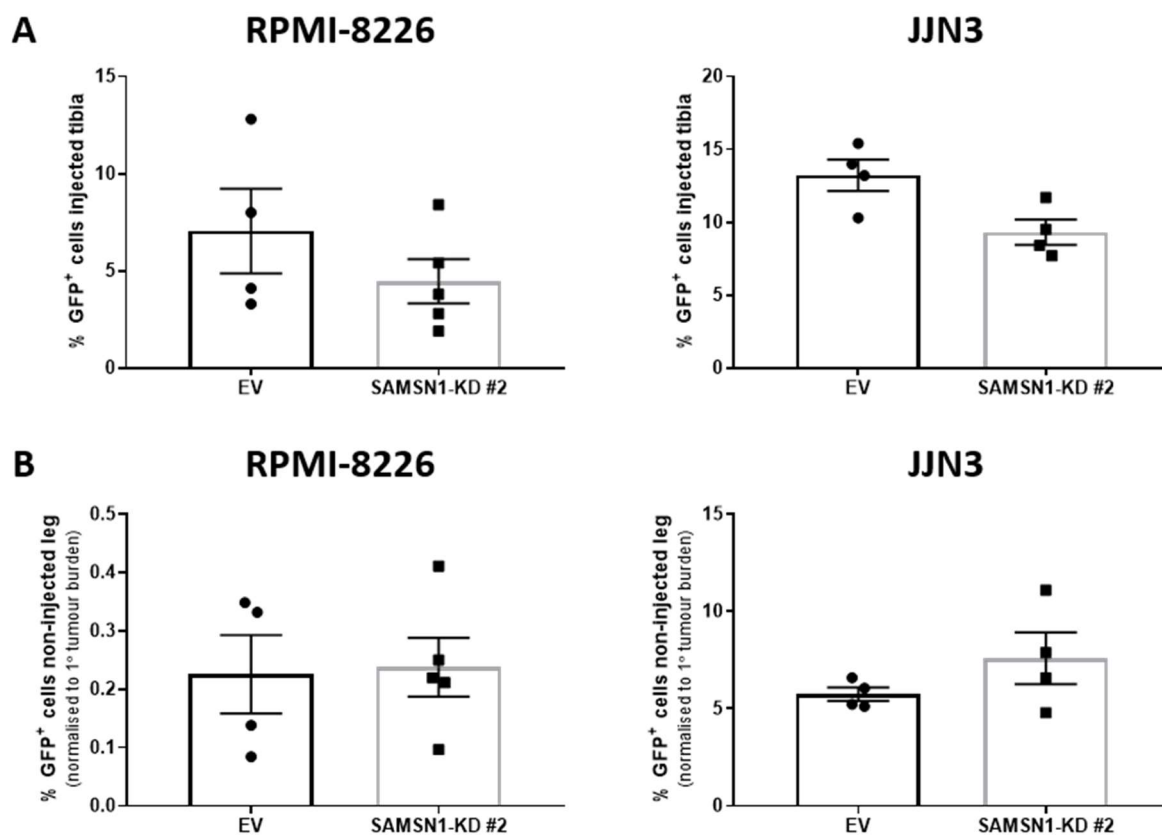 A
RPMI-8226
JJN3
% GFP⁺ cells injected tibia
15
10
5
0
EV
SAMSN1-KD #2
% GFP⁺ cells injected tibia
20
15
10
5
0
EV
SAMSN1-KD #2
B
RPMI-8226
JJN3
% GFP⁺ cells non-injected leg
(normalised to 1° tumour burden)
0.5
0.4
0.3
0.2
0.1
0.0
EV
SAMSN1-KD #2
% GFP⁺ cells non-injected leg
(normalised to 1° tumour burden)
15
10
5
0
EV
SAMSN1-KD #2